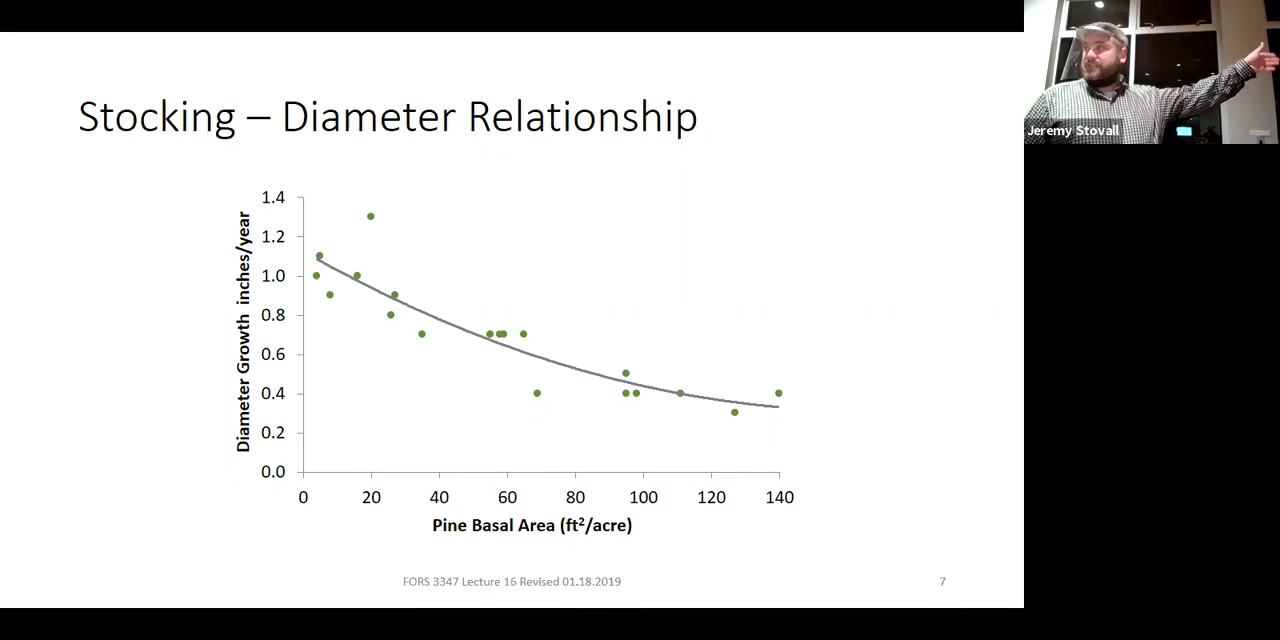 Stocking – Diameter Relationship
Jeremy Stovall
Diameter Growth inches/year
1.4
1.2
1.0
0.8
0.6
0.4
0.2
0.0
0 20 40 60 80 100 120 140
Pine Basal Area (ft²/acre)
FORS 3347 Lecture 16 Revised 01.18.2019
7